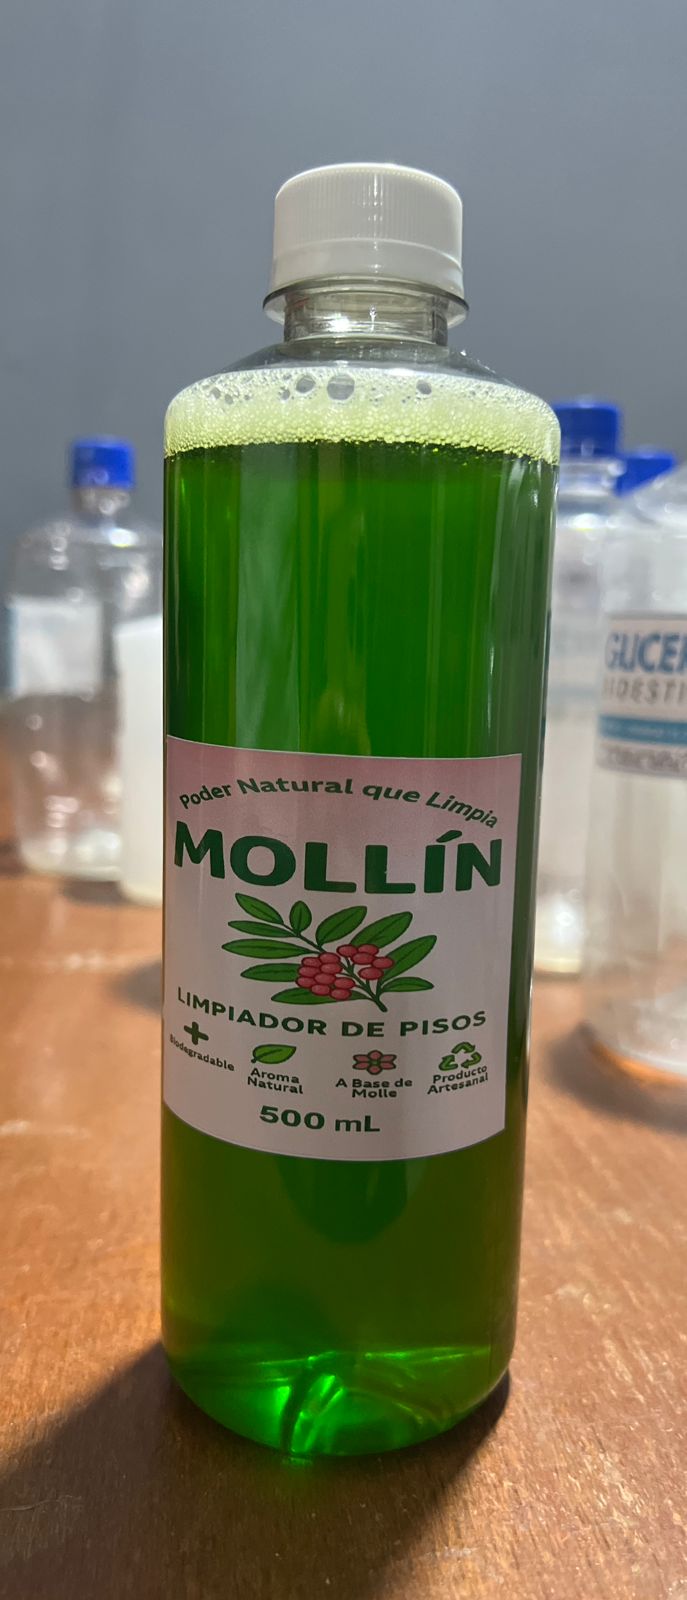 Poder Natural que Limpia
MOLLÍN
LIMPIADOR DE PISOS
Biodegradable
Aroma
Natural
A Base de
Molle
Producto
Artesanal
500 mL